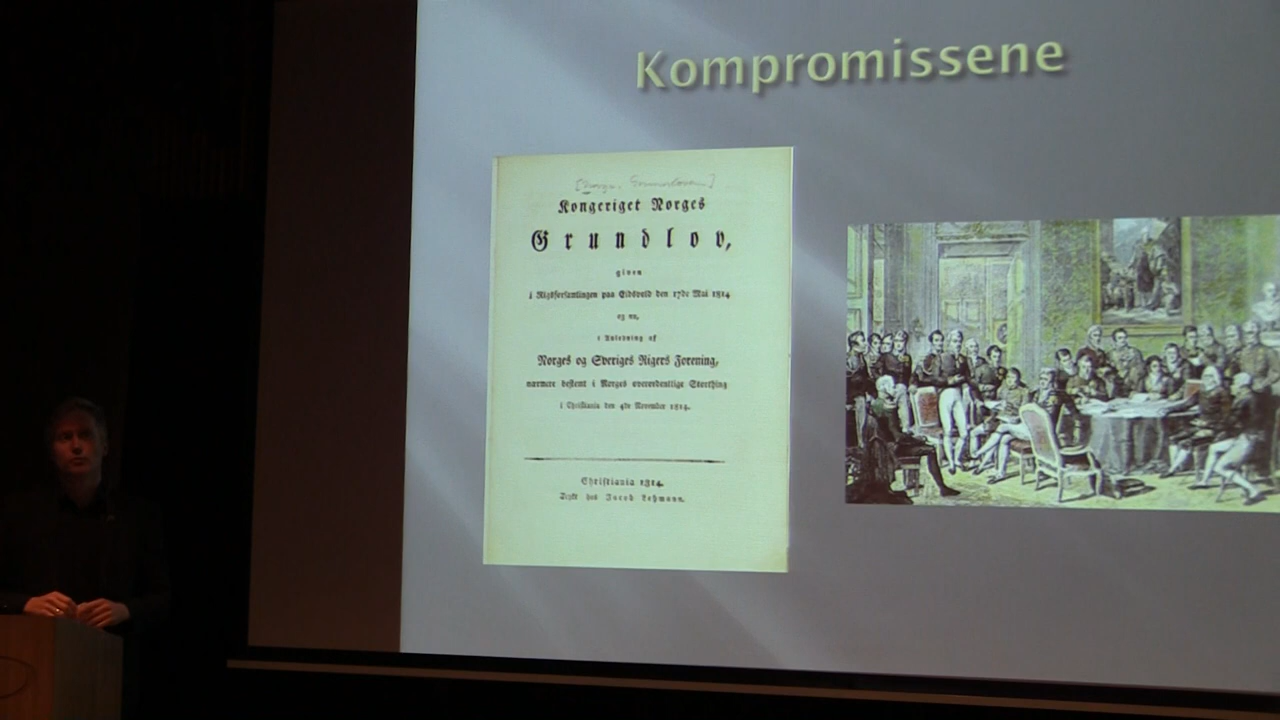 Kompromissene
Kongeriget Norges
Grundlov,
given
i Rigsforsamlingen paa Eidsvold den 17de Mai 1814
og nu,
i Anledning af
Norges og Sveriges Rigers Forening,
nærmere bestemt i Norges overordentlige Storthing
i Christiania den 4de November 1814.
Christiania 1814.
Trykt hos Jacob Lehmann.